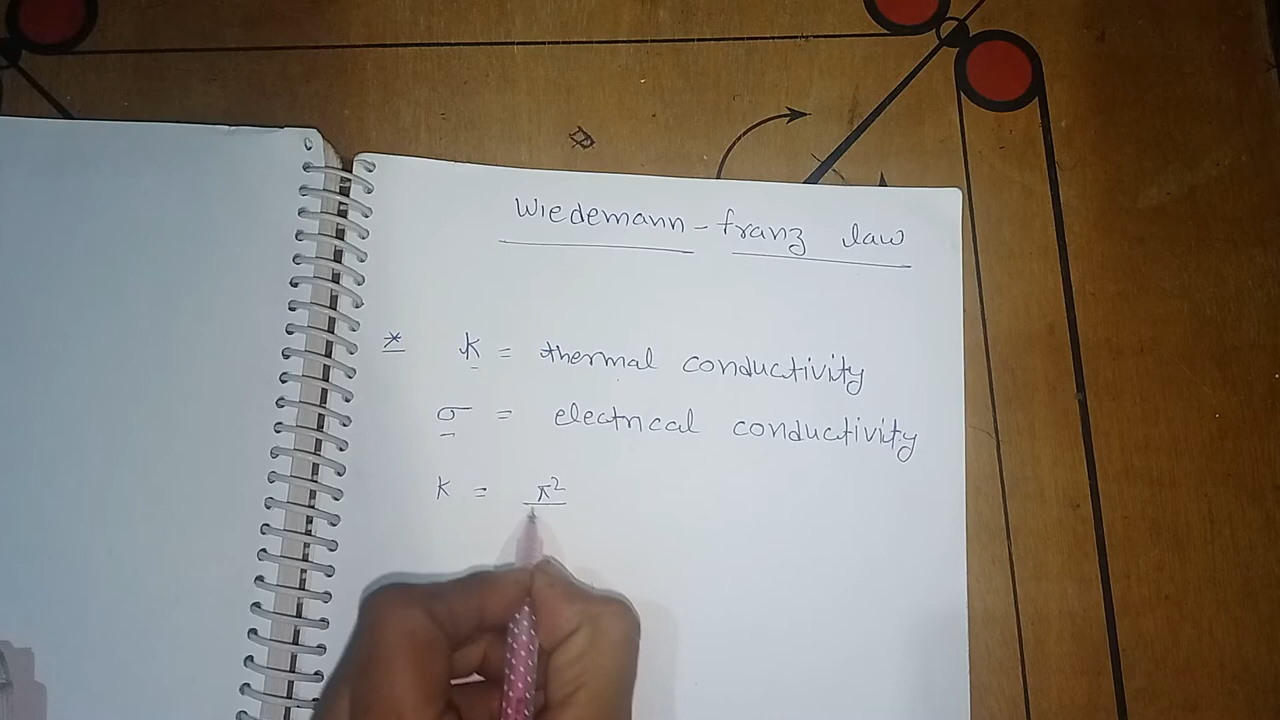 Wiedemann - franz law
* K = thermal conductivity
σ = electrical conductivity
K = π²